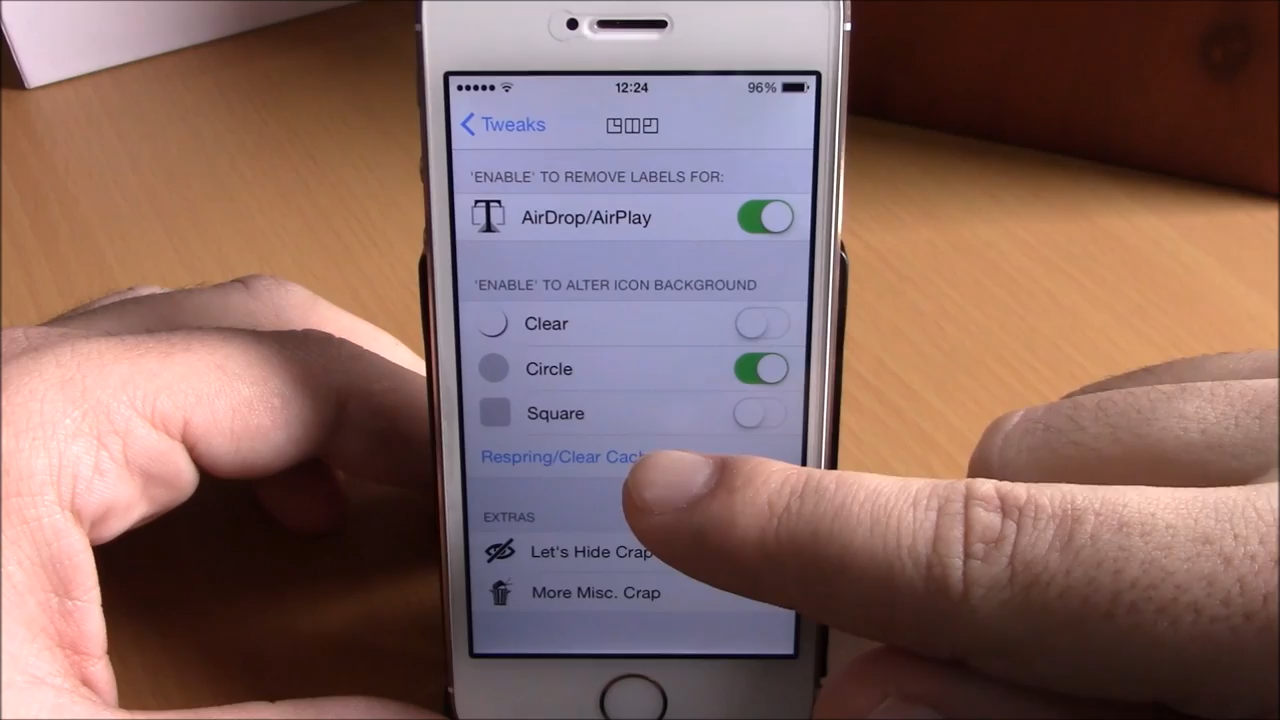 12:24 96%
Tweaks
'ENABLE' TO REMOVE LABELS FOR:
AirDrop/AirPlay
'ENABLE' TO ALTER ICON BACKGROUND
Clear
Circle
Square
Respring/Clear Cach
EXTRAS
Let's Hide Crap
More Misc. Crap